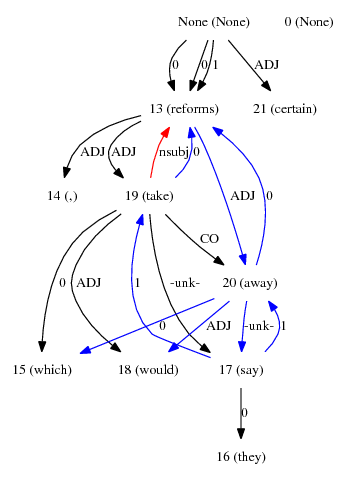 None (None) 0 (None)
0 0 1 ADJ
13 (reforms) 21 (certain)
ADJ ADJ nsubj 0
14 (,) 19 (take) ADJ 0
CO
0 ADJ 1 -unk- 20 (away)
0 ADJ -unk- 1
15 (which) 18 (would) 17 (say)
0
16 (they)